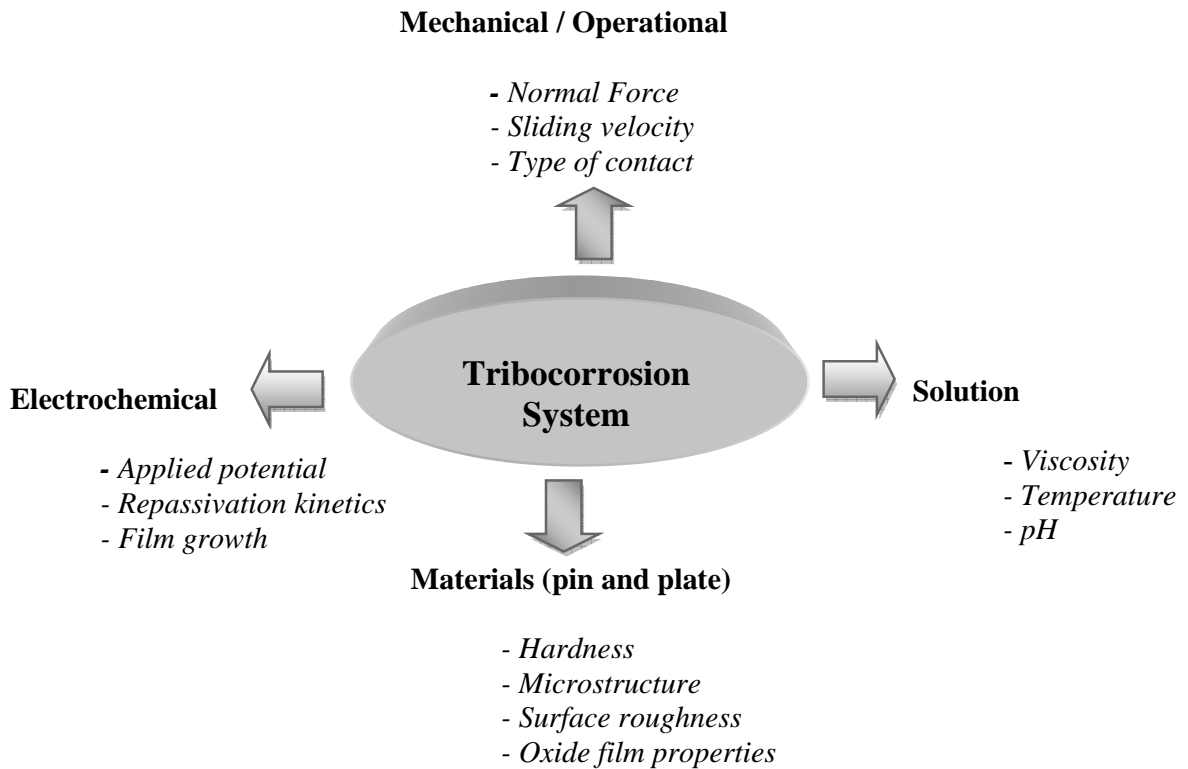 Mechanical / Operational
- Normal Force
- Sliding velocity
- Type of contact
Tribocorrosion
System
Electrochemical
- Applied potential
- Repassivation kinetics
- Film growth
Solution
- Viscosity
- Temperature
- pH
Materials (pin and plate)
- Hardness
- Microstructure
- Surface roughness
- Oxide film properties